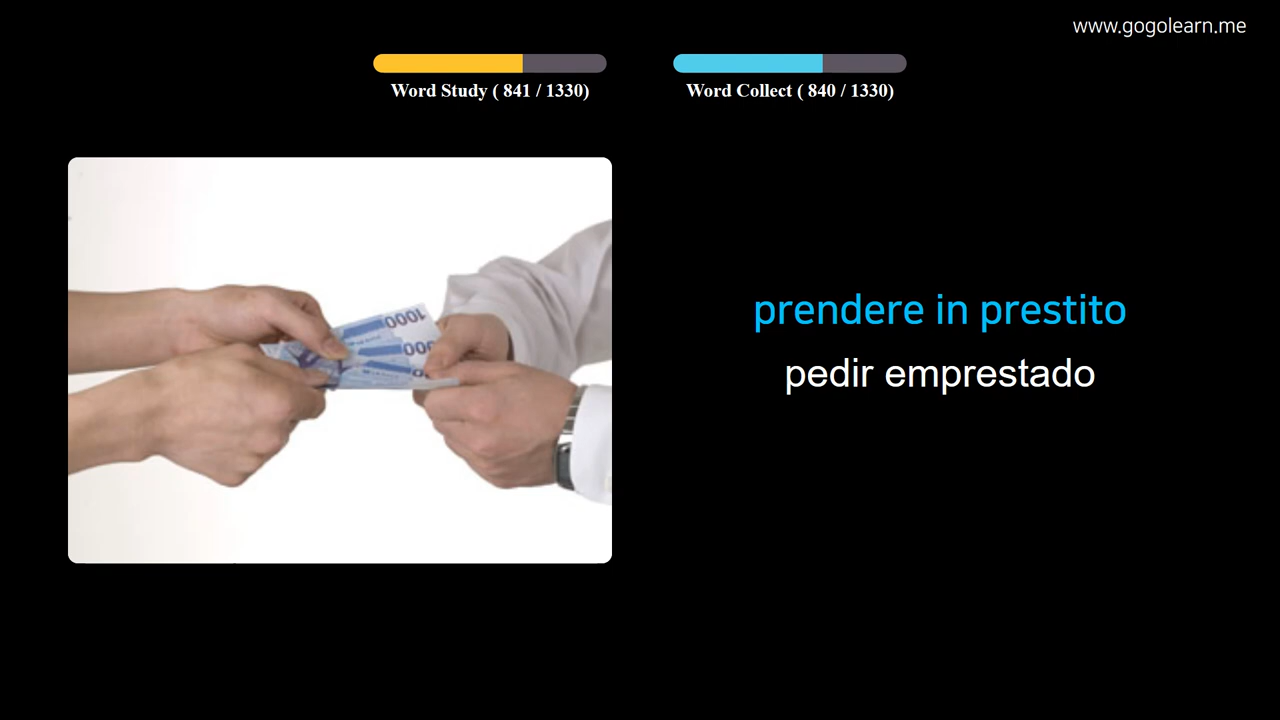 www.gogolearn.me
Word Study ( 841 / 1330)
Word Collect ( 840 / 1330)
prendere in prestito
pedir emprestado
1000